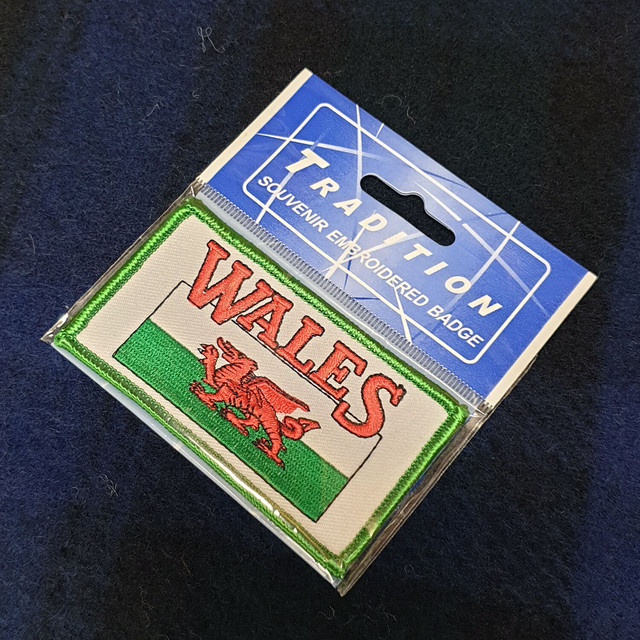 TRADITION
SOUVENIR EMBROIDERED BADGE
WALES